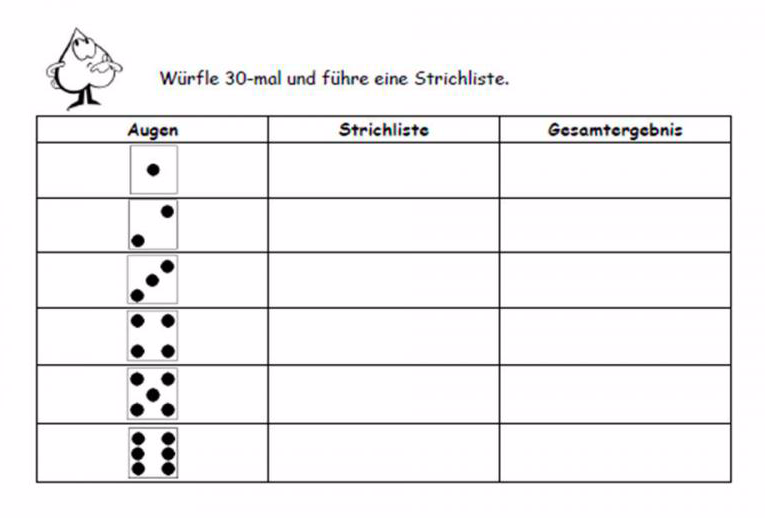 Würfle 30-mal und führe eine Strichliste.
Augen Strichliste Gesamtergebnis